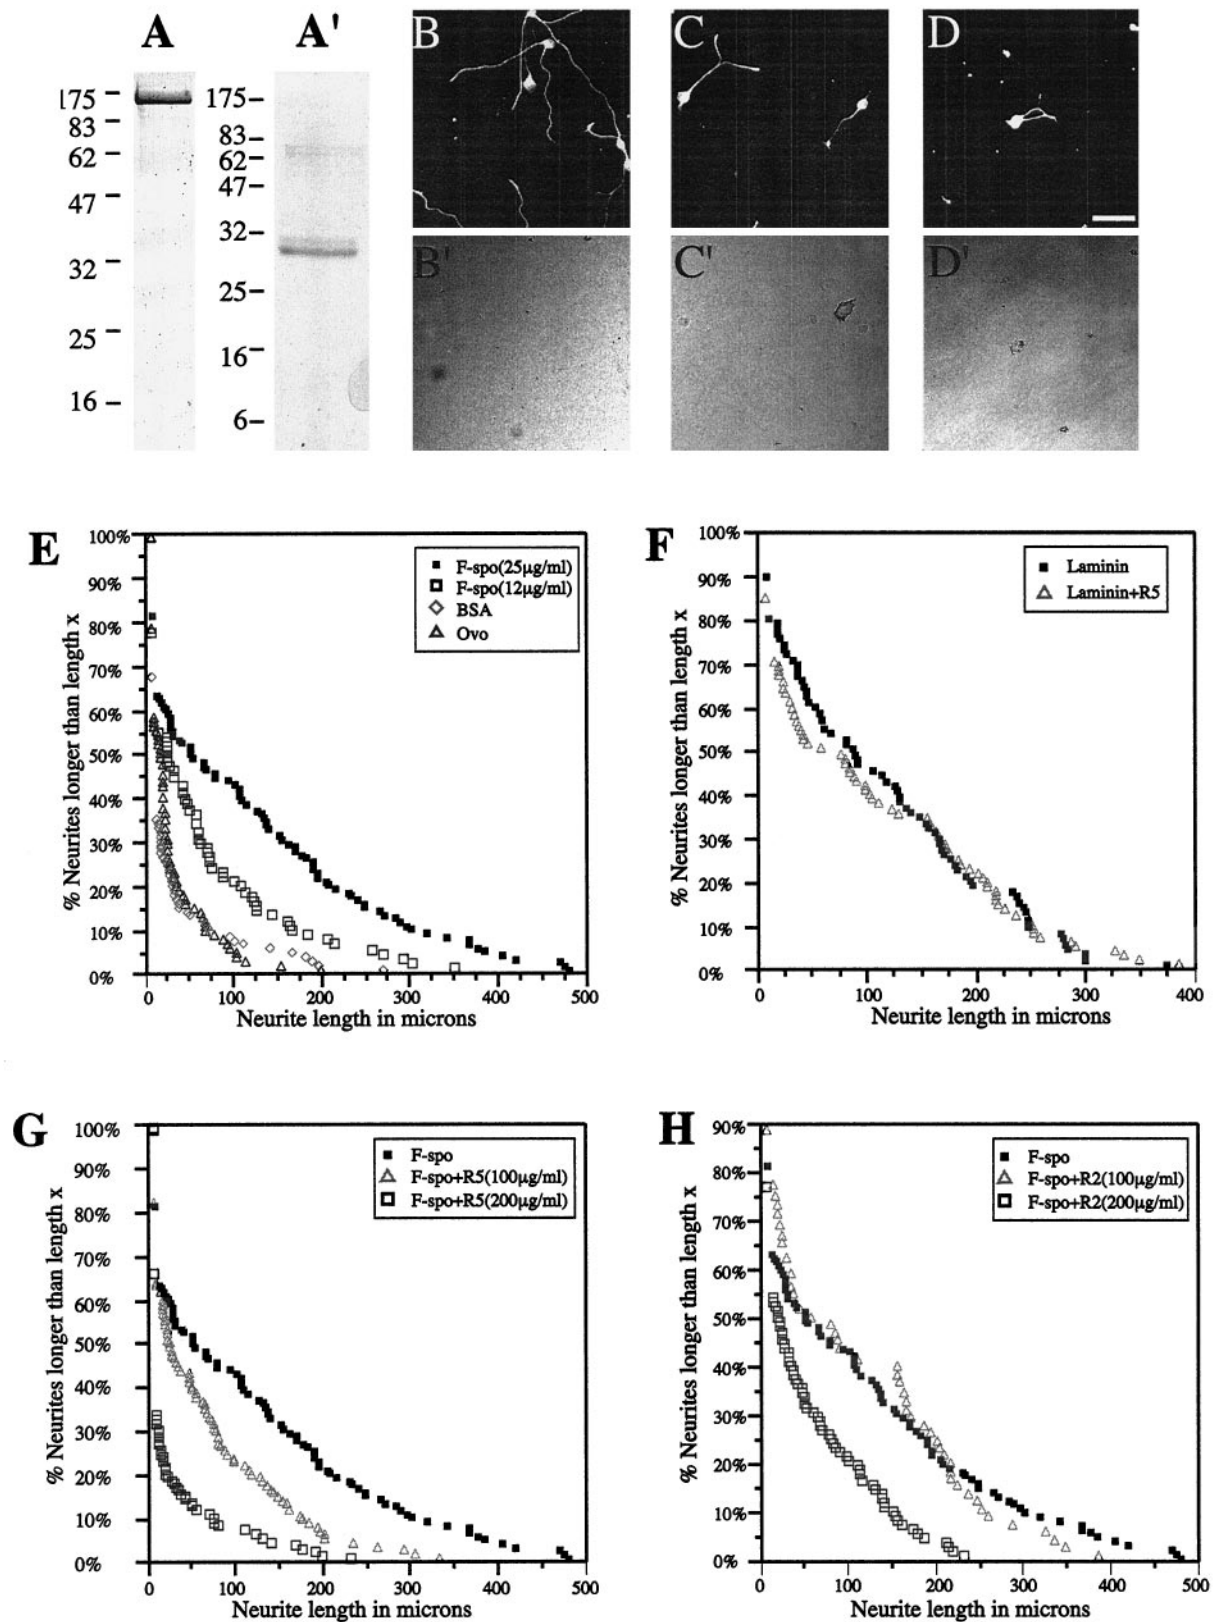 A
A'
175
83
62
47
32
25
16
175
83
62
47
32
25
16
6
B
C
D
B'
C'
D'
E
% Neurites longer than length x
100%
90%
80%
70%
60%
50%
40%
30%
20%
10%
0%
F-spo(25µg/ml)
F-spo(12µg/ml)
BSA
Ovo
0 100 200 300 400 500
Neurite length in microns
F
% Neurites longer than length x
100%
90%
80%
70%
60%
50%
40%
30%
20%
10%
0%
Laminin
Laminin+R5
0 100 200 300 400
Neurite length in microns
G
% Neurites longer than length x
100%
90%
80%
70%
60%
50%
40%
30%
20%
10%
0%
F-spo
F-spo+R5(100µg/ml)
F-spo+R5(200µg/ml)
0 100 200 300 400 500
Neurite length in microns
H
% Neurites longer than length x
90%
80%
70%
60%
50%
40%
30%
20%
10%
0%
F-spo
F-spo+R2(100µg/ml)
F-spo+R2(200µg/ml)
0 100 200 300 400 500
Neurite length in microns